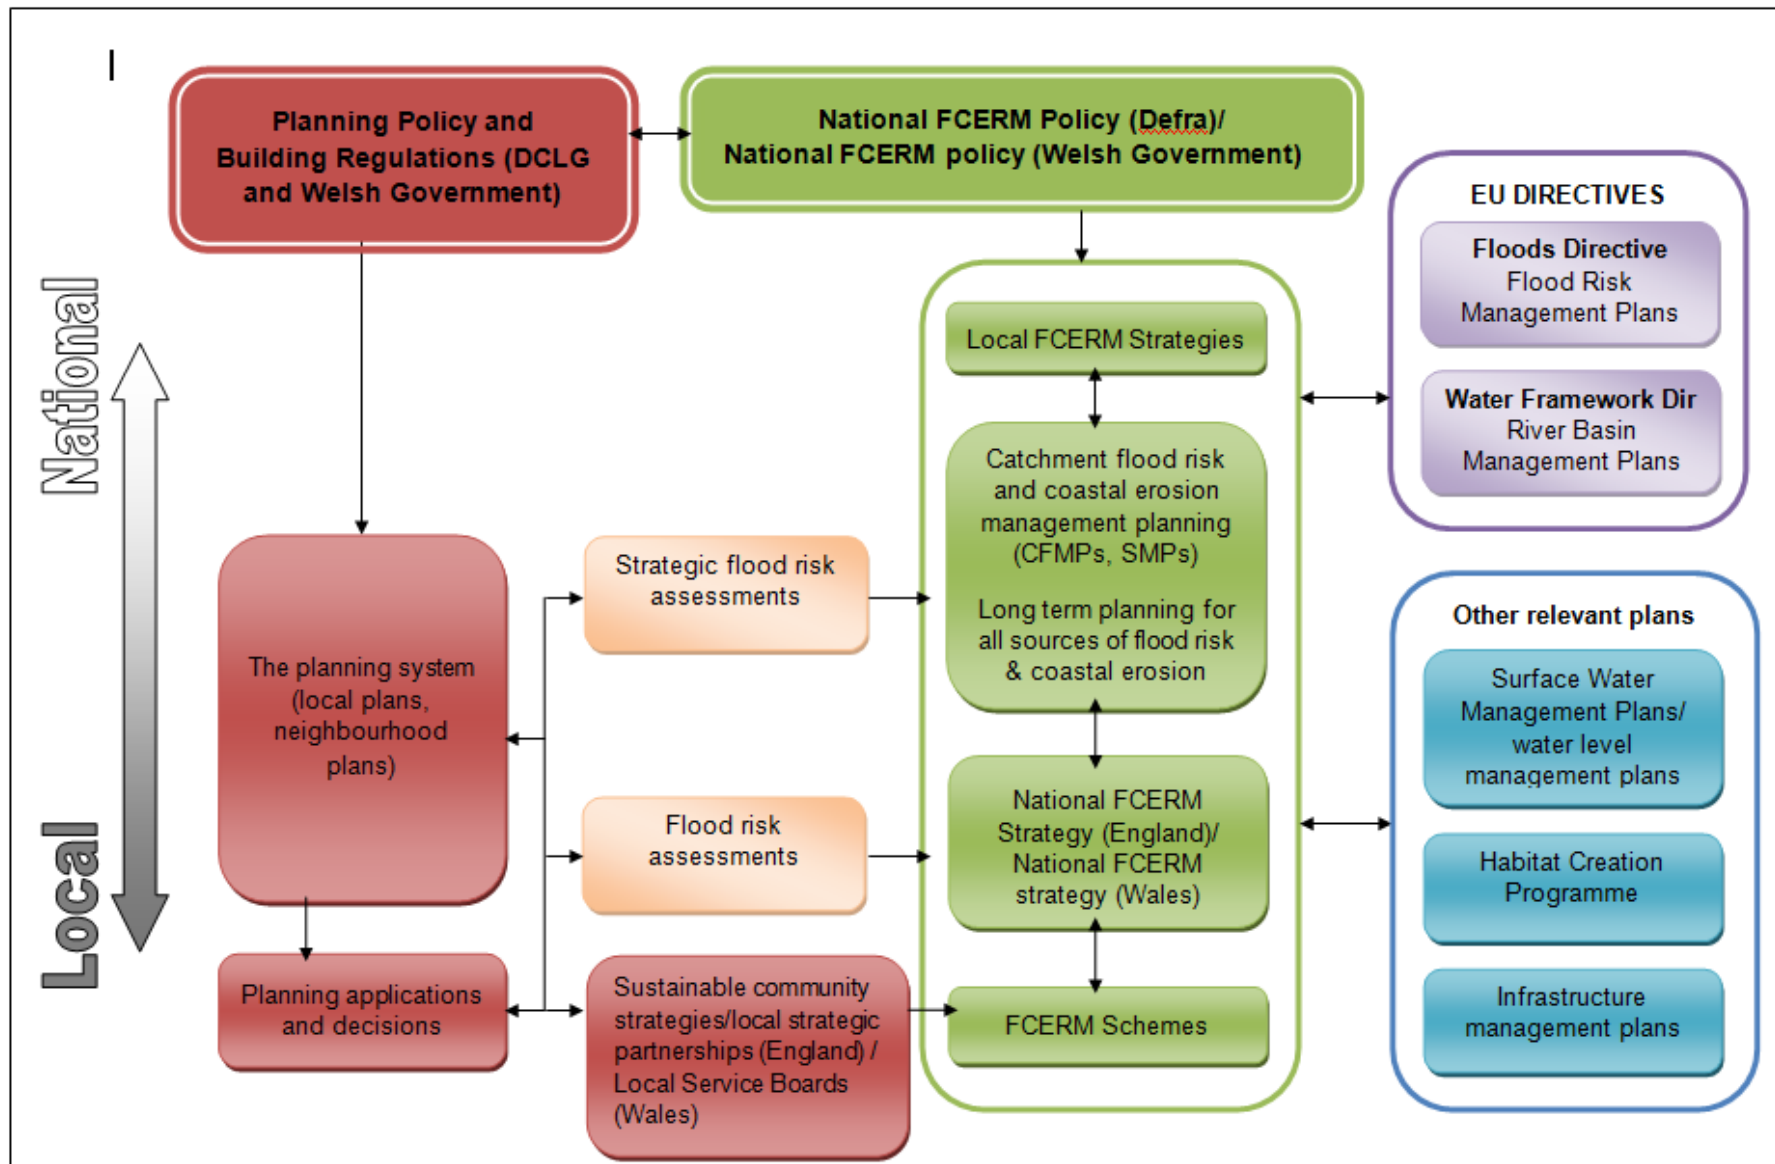 Planning Policy and
Building Regulations (DCLG
and Welsh Government)
National FCERM Policy (Defra)/
National FCERM policy (Welsh Government)
EU DIRECTIVES
Floods Directive
Flood Risk
Management Plans
Water Framework Dir
River Basin
Management Plans
National
Local
Local FCERM Strategies
Catchment flood risk
and coastal erosion
management planning
(CFMPs, SMPs)
Long term planning for
all sources of flood risk
& coastal erosion
Strategic flood risk
assessments
The planning system
(local plans,
neighbourhood
plans)
Flood risk
assessments
National FCERM
Strategy (England)/
National FCERM
strategy (Wales)
Other relevant plans
Surface Water
Management Plans/
water level
management plans
Habitat Creation
Programme
Infrastructure
management plans
Planning applications
and decisions
Sustainable community
strategies/local strategic
partnerships (England) /
Local Service Boards
(Wales)
FCERM Schemes